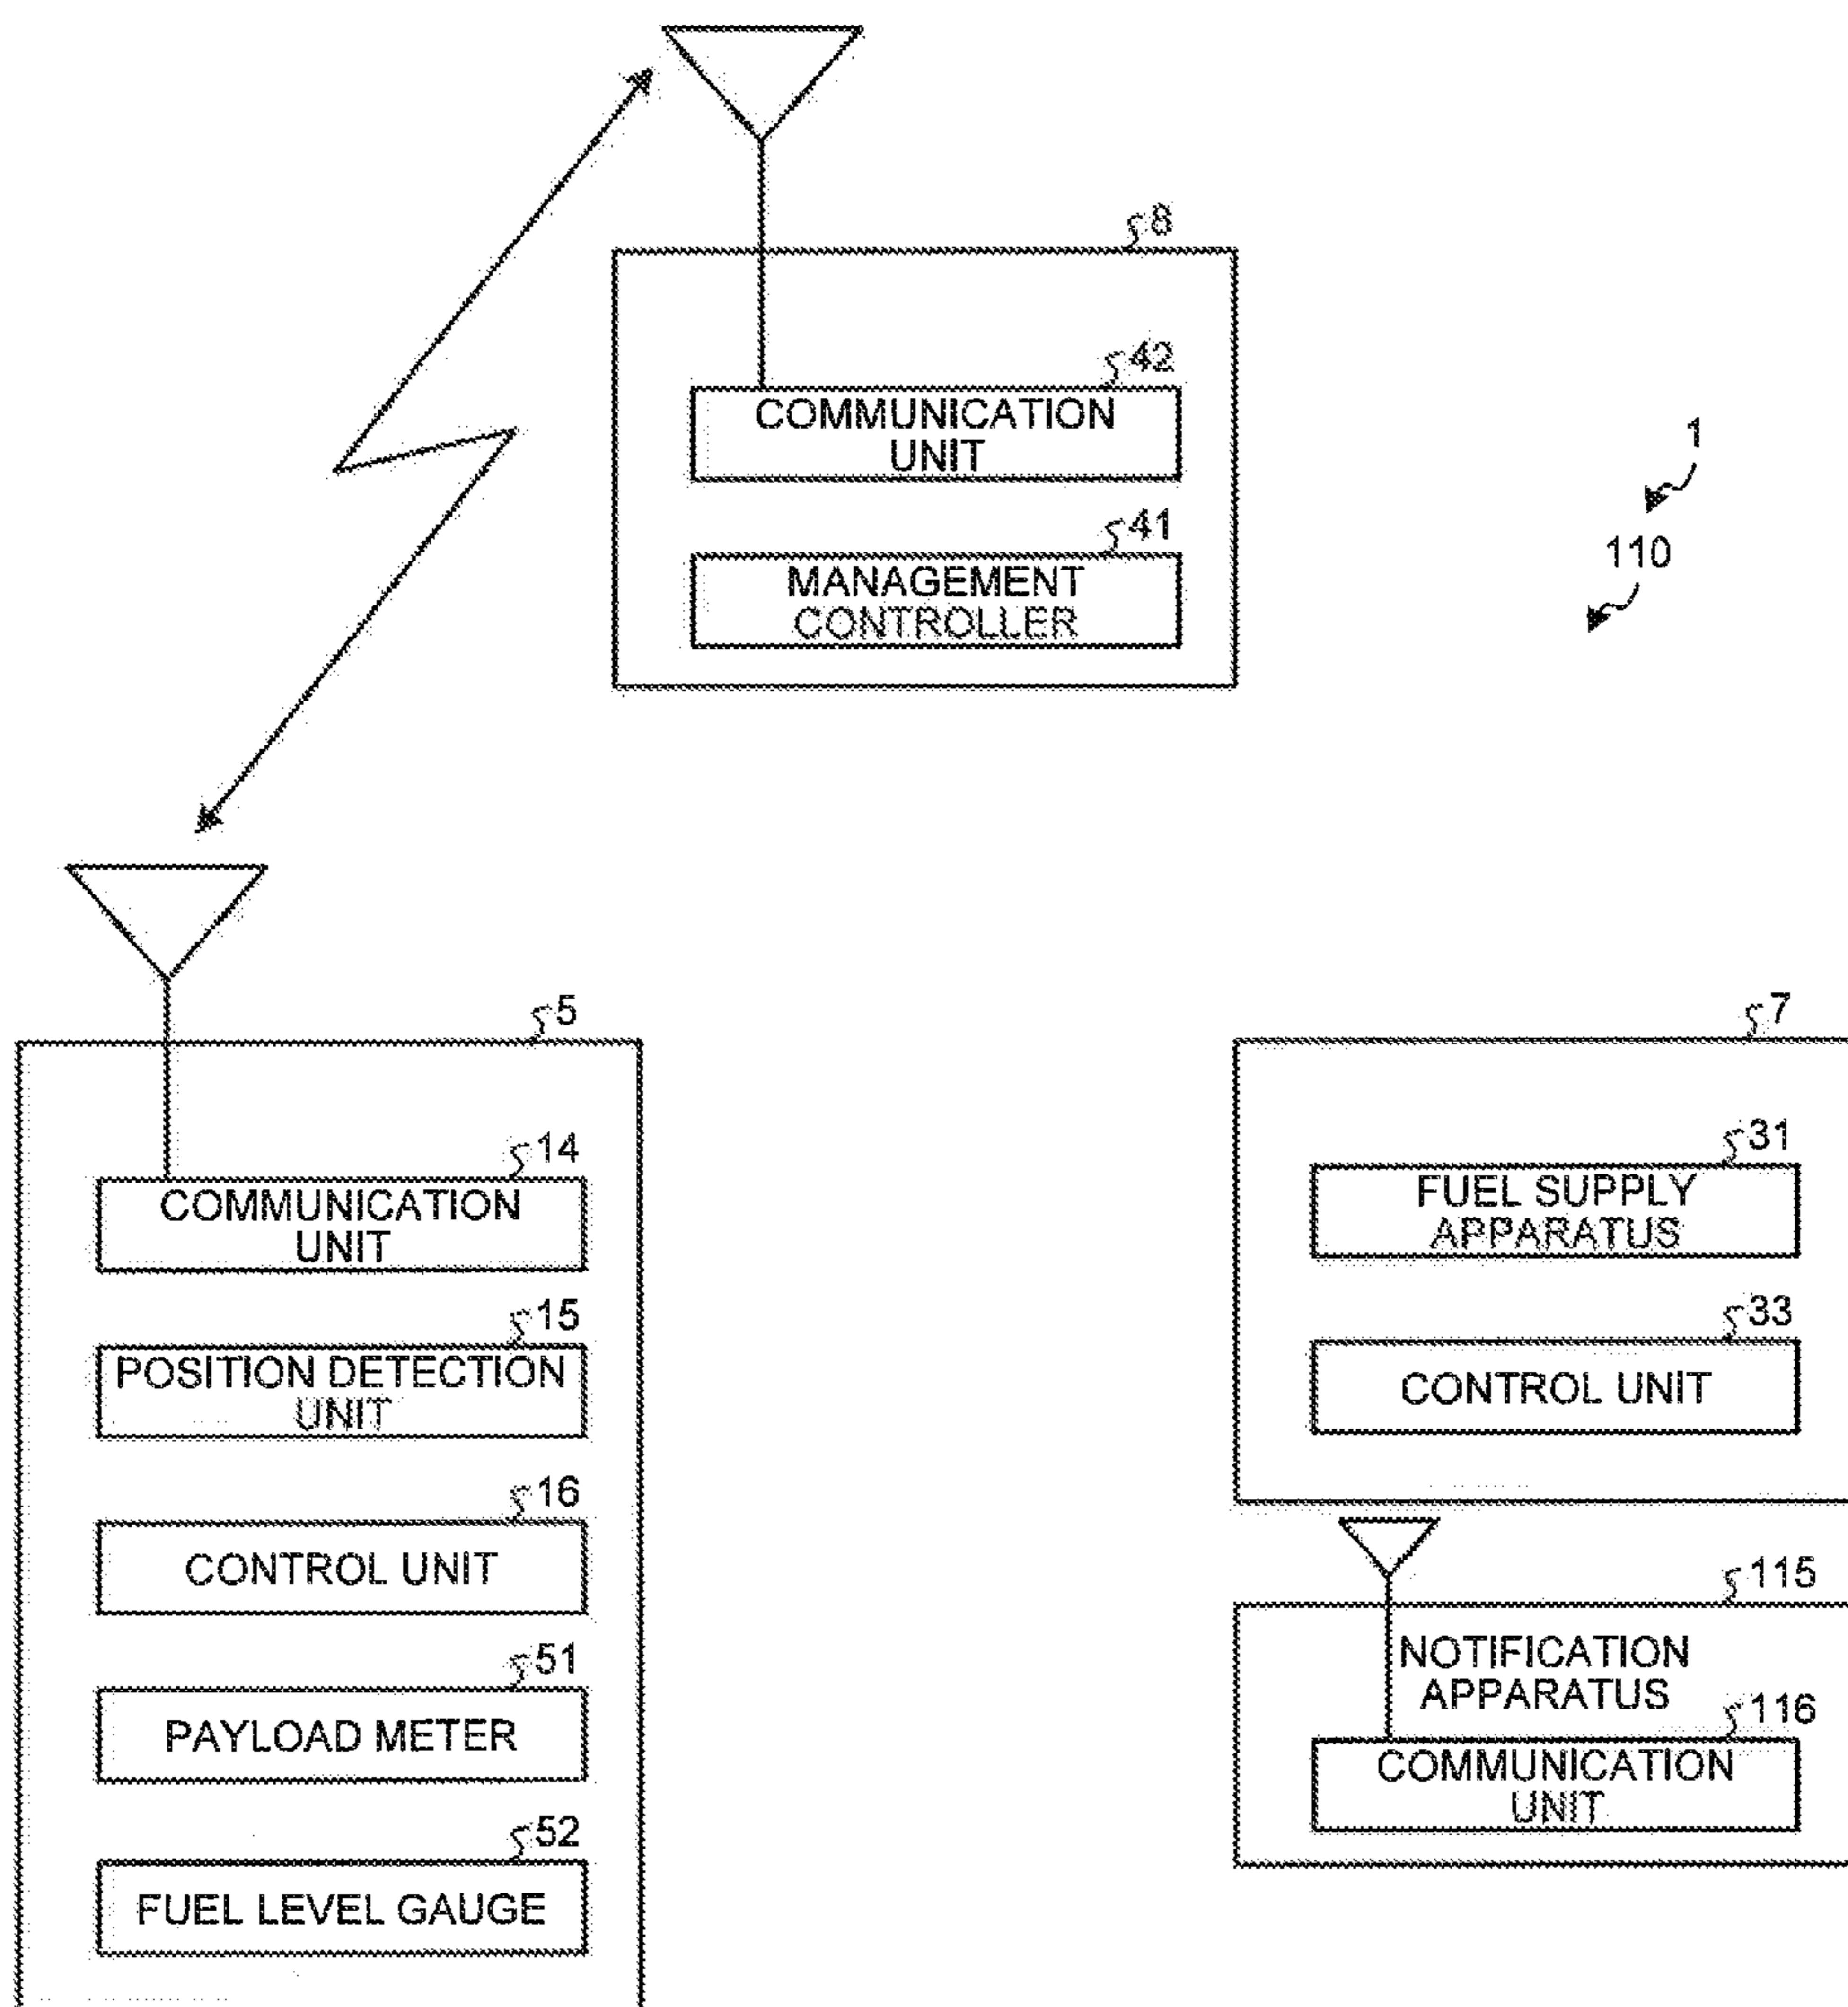 8
42
COMMUNICATION
UNIT
41
MANAGEMENT
CONTROLLER
1
110
5
14
COMMUNICATION
UNIT
15
POSITION DETECTION
UNIT
16
CONTROL UNIT
51
PAYLOAD METER
52
FUEL LEVEL GAUGE
7
31
FUEL SUPPLY
APPARATUS
33
CONTROL UNIT
115
NOTIFICATION
APPARATUS
116
COMMUNICATION
UNIT